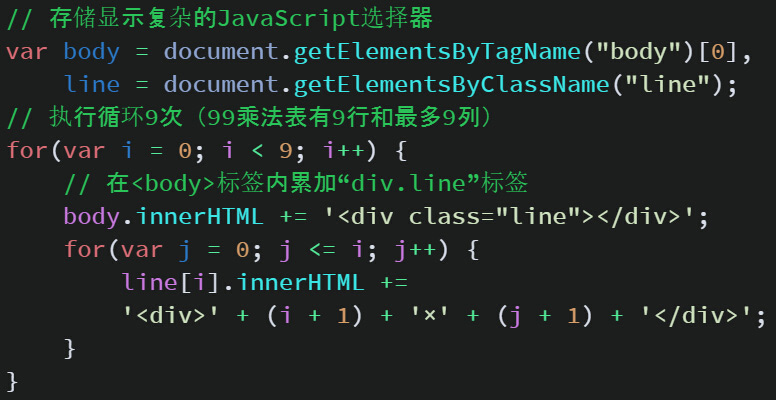 // 存储显示复杂的JavaScript选择器
var body = document.getElementsByTagName("body")[0],
    line = document.getElementsByClassName("line");
// 执行循环9次（99乘法表有9行和最多9列）
for(var i = 0; i < 9; i++) {
    // 在<body>标签内累加“div.line”标签
    body.innerHTML += '<div class="line"></div>';
    for(var j = 0; j <= i; j++) {
        line[i].innerHTML +=
        '<div>' + (i + 1) + '×' + (j + 1) + '</div>';
    }
}